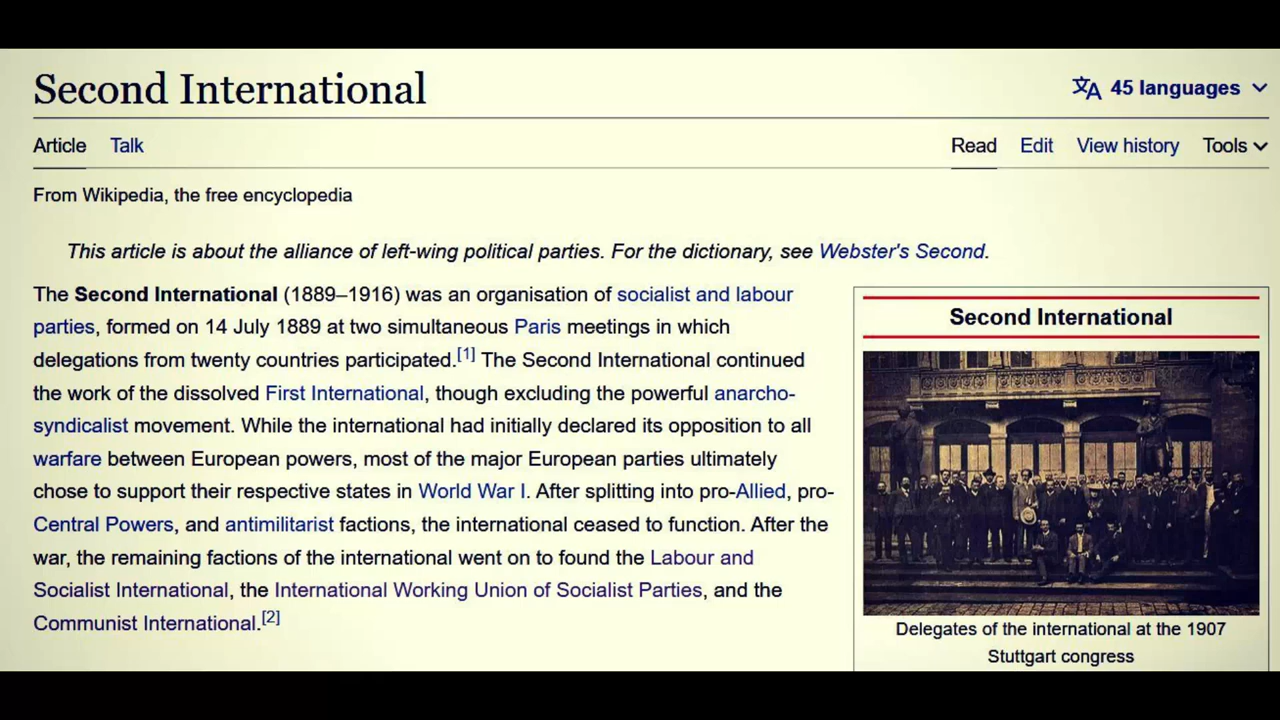 Second International
45 languages
Article Talk
Read Edit View history Tools
From Wikipedia, the free encyclopedia
This article is about the alliance of left-wing political parties. For the dictionary, see Webster's Second.
The Second International (1889–1916) was an organisation of socialist and labour
parties, formed on 14 July 1889 at two simultaneous Paris meetings in which
delegations from twenty countries participated.[1] The Second International continued
the work of the dissolved First International, though excluding the powerful anarcho-
syndicalist movement. While the international had initially declared its opposition to all
warfare between European powers, most of the major European parties ultimately
chose to support their respective states in World War I. After splitting into pro-Allied, pro-
Central Powers, and antimilitarist factions, the international ceased to function. After the
war, the remaining factions of the international went on to found the Labour and
Socialist International, the International Working Union of Socialist Parties, and the
Communist International.[2]
Second International
Delegates of the international at the 1907
Stuttgart congress